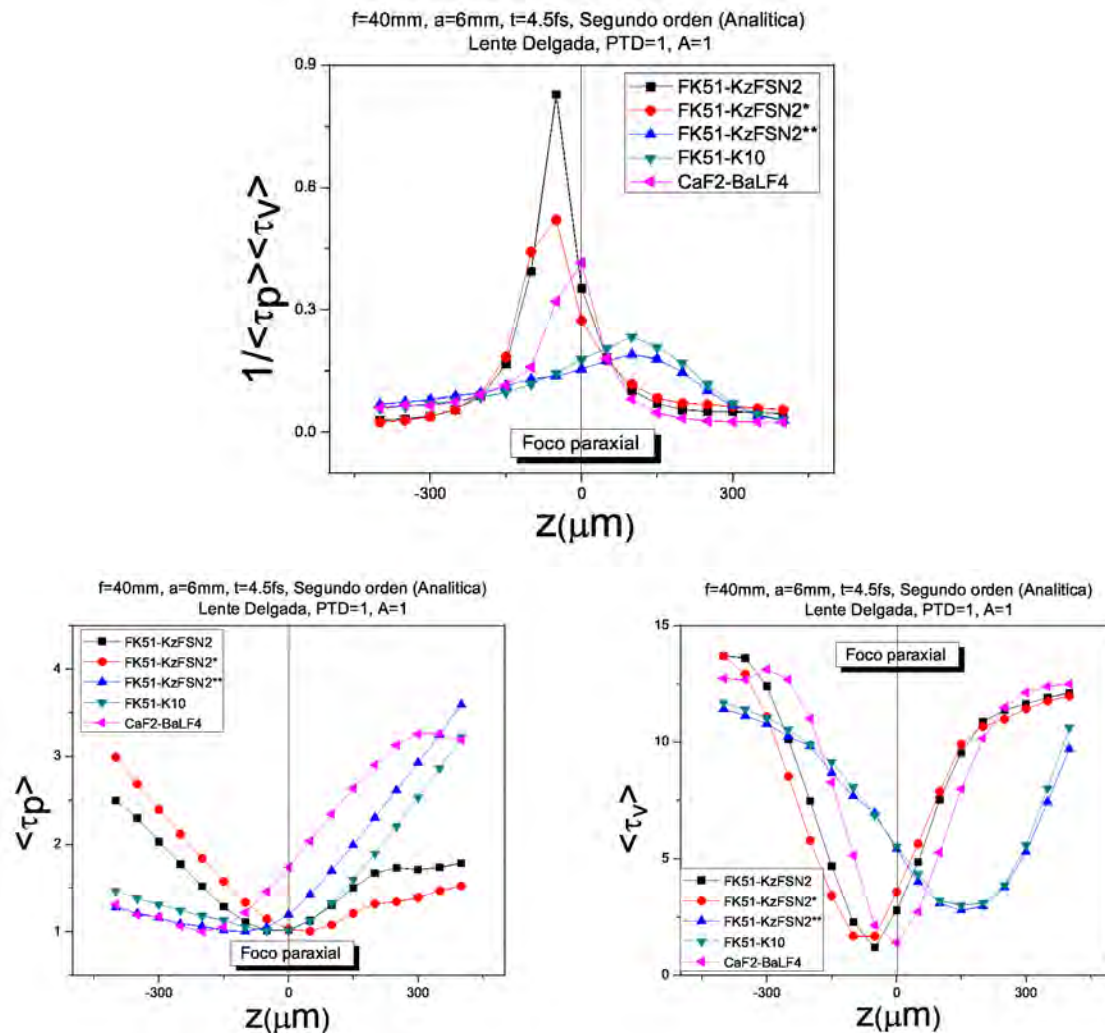 f=40mm, a=6mm, t=4.5fs, Segundo orden (Analitica)
Lente Delgada, PTD=1, A=1
0.9
0.6
0.3
0.0
1/<τp><τv>
FK51-KzFSN2
FK51-KzFSN2*
FK51-KzFSN2**
FK51-K10
CaF2-BaLF4
Foco paraxial
-300
0
300
z(μm)
f=40mm, a=6mm, t=4.5fs, Segundo orden (Analitica)
Lente Delgada, PTD=1, A=1
4
3
2
1
<τp>
FK51-KzFSN2
FK51-KzFSN2*
FK51-KzFSN2**
FK51-K10
CaF2-BaLF4
Foco paraxial
-300
0
300
z(μm)
f=40mm, a=6mm, t=4.5fs, Segundo orden (Analitica)
Lente Delgada, PTD=1, A=1
15
10
5
0
<τv>
Foco paraxial
FK51-KzFSN2
FK51-KzFSN2*
FK51-KzFSN2**
FK51-K10
CaF2-BaLF4
-300
0
300
z(μm)